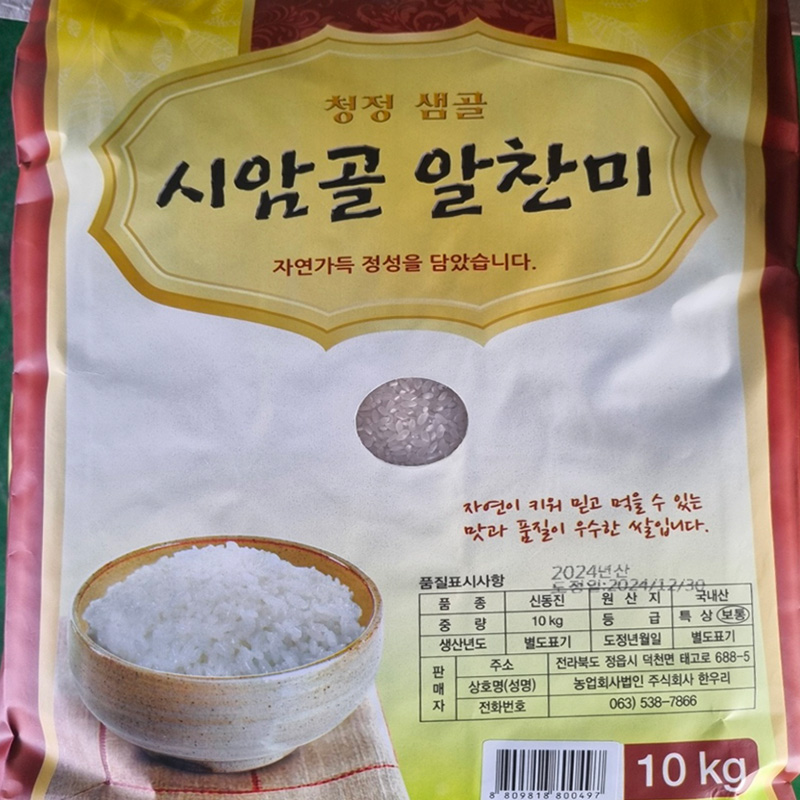 청정 샘골
시암골 알찬미
자연가득 정성을 담았습니다.
자연이 키워 믿고 먹을 수 있는
맛과 품질이 우수한 쌀입니다.
2024년산
품질표시사항 도정일:2024/12/30
품 종 신동진 원 산 지 국내산
중 량 10 kg 등 급 특 상 보통
생산년도 별도표기 도정년월일 별도표기
판매자 주소 전라북도 정읍시 덕천면 태고로 688-5
상호명(성명) 농업회사법인 주식회사 한우리
전화번호 063) 538-7866
8 809818 800497
10 kg